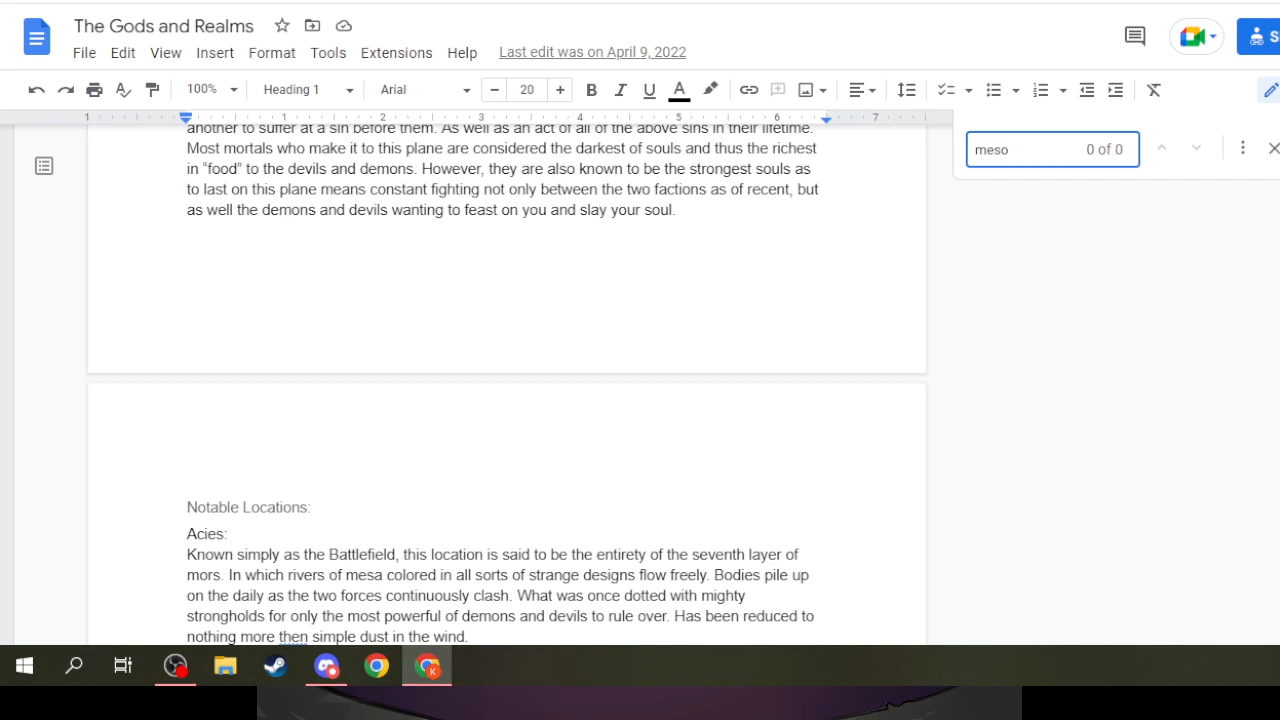 The Gods and Realms
File Edit View Insert Format Tools Extensions Help Last edit was on April 9, 2022
S
100% Heading 1 Arial 20 B I U A
1 1 2 3 4 5 6 7
another to suffer at a sin before them. As well as an act of all of the above sins in their lifetime.
meso 0 of 0
Most mortals who make it to this plane are considered the darkest of souls and thus the richest
in “food” to the devils and demons. However, they are also known to be the strongest souls as
to last on this plane means constant fighting not only between the two factions as of recent, but
as well the demons and devils wanting to feast on you and slay your soul.
Notable Locations:
Acies:
Known simply as the Battlefield, this location is said to be the entirety of the seventh layer of
mors. In which rivers of mesa colored in all sorts of strange designs flow freely. Bodies pile up
on the daily as the two forces continuously clash. What was once dotted with mighty
strongholds for only the most powerful of demons and devils to rule over. Has been reduced to
nothing more then simple dust in the wind.
K